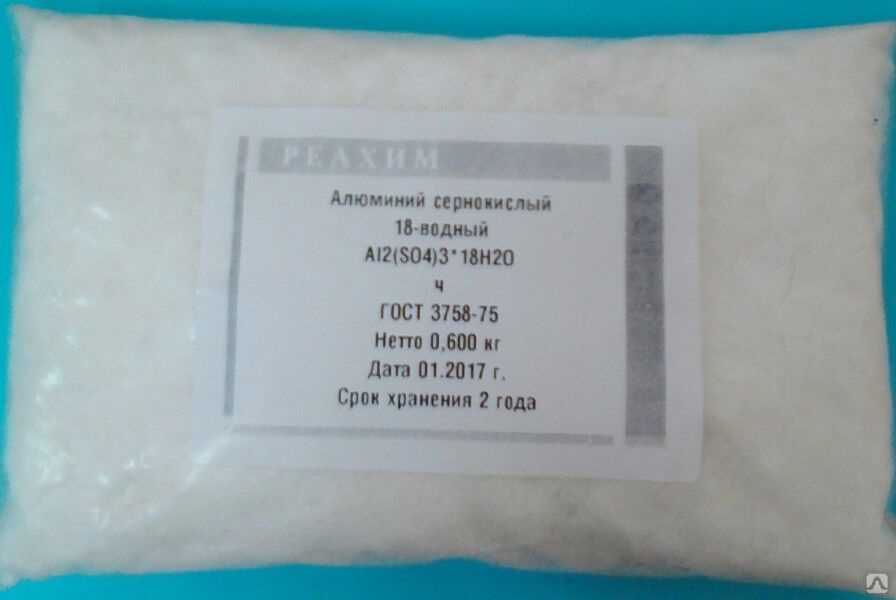 РЕАХИМ
Алюминий сернокислый
18-водный
Al2(SO4)3*18H2O
ч
ГОСТ 3758-75
Нетто 0,600 кг
Дата 01.2017 г.
Срок хранения 2 года